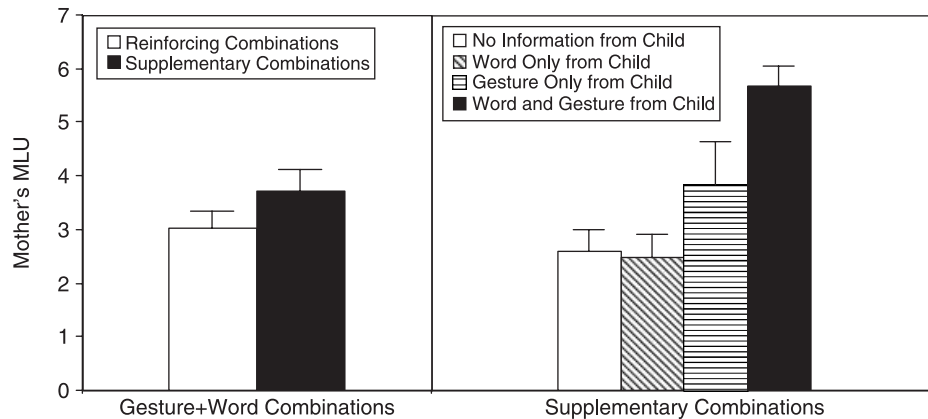 Mother's MLU
7
6
5
4
3
2
1
0
Reinforcing Combinations
Supplementary Combinations
Gesture+Word Combinations
No Information from Child
Word Only from Child
Gesture Only from Child
Word and Gesture from Child
Supplementary Combinations